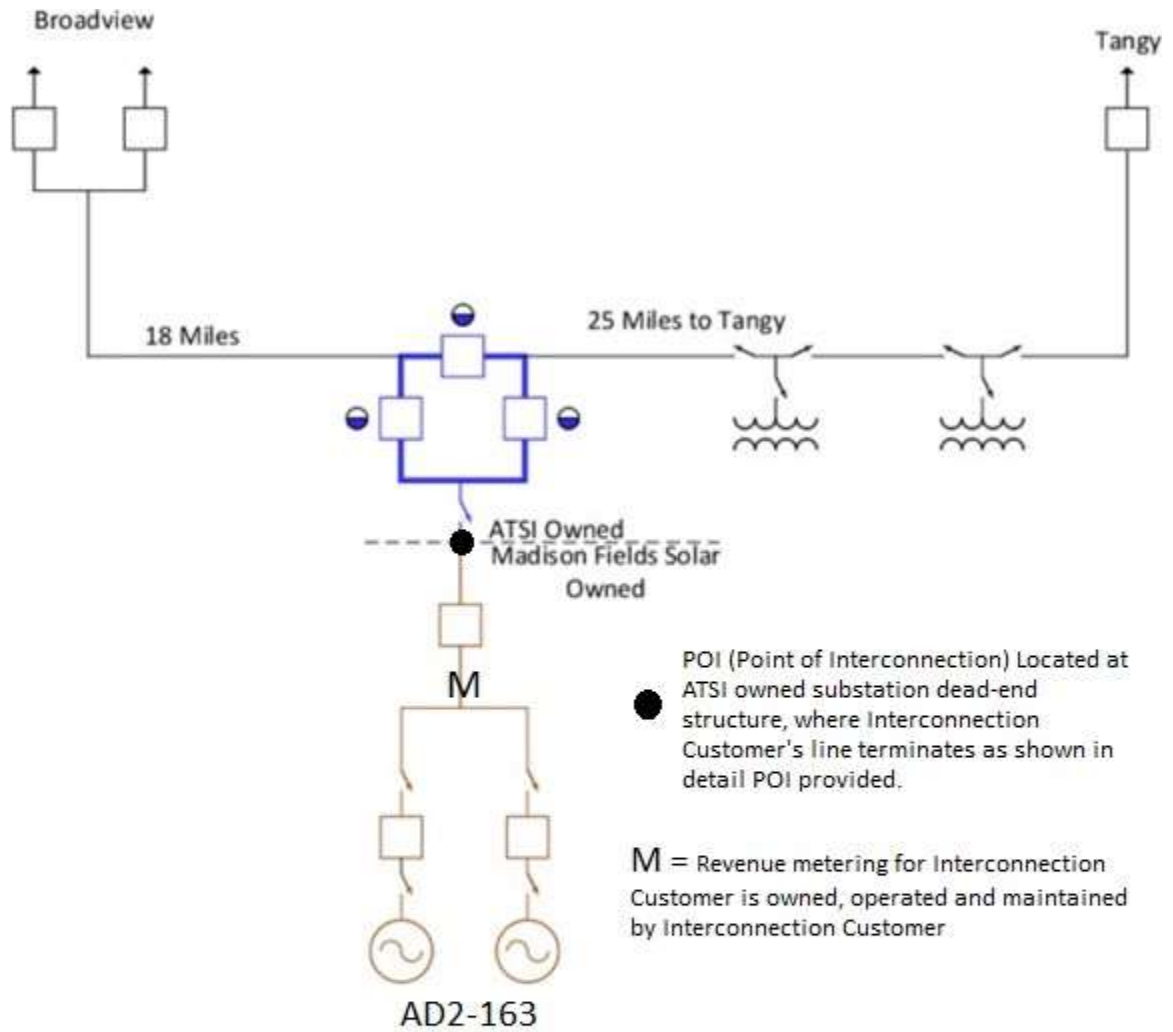 Broadview
Tangy
18 Miles
25 Miles to Tangy
ATSI Owned
Madison Fields Solar
Owned
POI (Point of Interconnection) Located at
ATSI owned substation dead-end
structure, where Interconnection
Customer's line terminates as shown in
detail POI provided.
M
M = Revenue metering for Interconnection
Customer is owned, operated and maintained
by Interconnection Customer
AD2-163